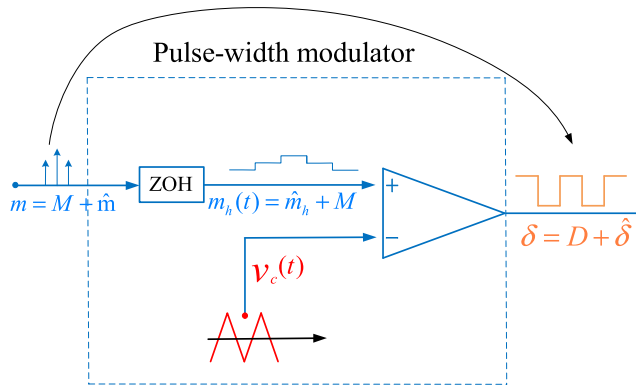 Pulse-width modulator
m = M + m̂
ZOH
m_h(t) = m̂_h + M
+
−
v_c(t)
δ = D + δ̂